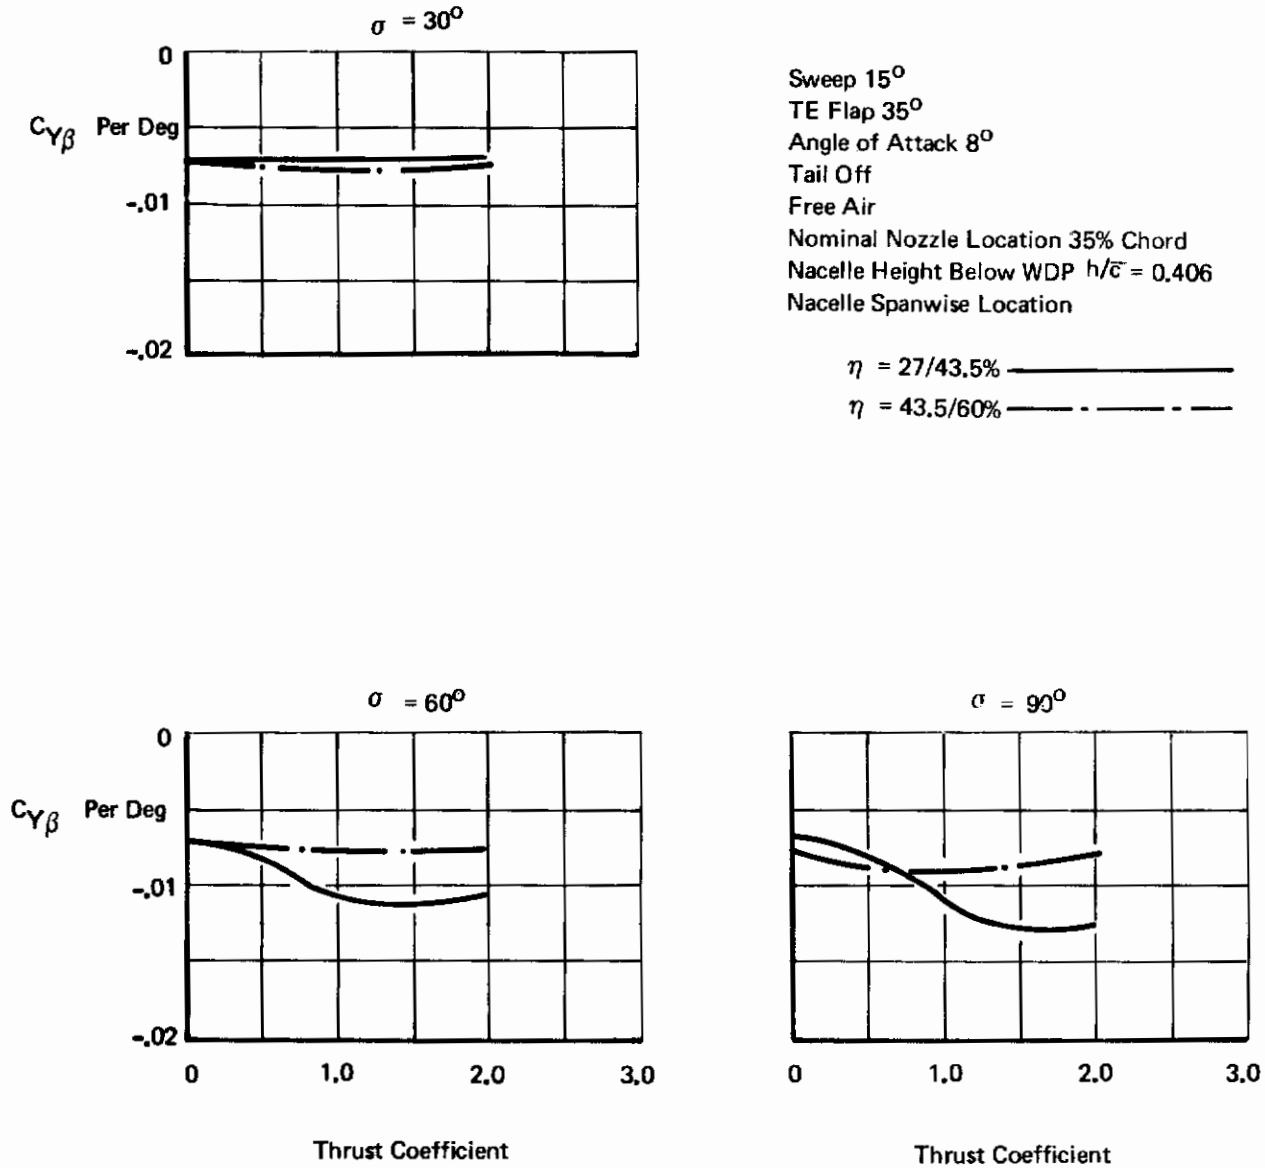 σ = 30°
0
CYβ Per Deg
-.01
-.02
Sweep 15°
TE Flap 35°
Angle of Attack 8°
Tail Off
Free Air
Nominal Nozzle Location 35% Chord
Nacelle Height Below WDP h/c̅ = 0.406
Nacelle Spanwise Location
η = 27/43.5%
η = 43.5/60%
σ = 60°
0
CYβ Per Deg
-.01
-.02
0 1.0 2.0 3.0
Thrust Coefficient
σ = 90°
0 1.0 2.0 3.0
Thrust Coefficient